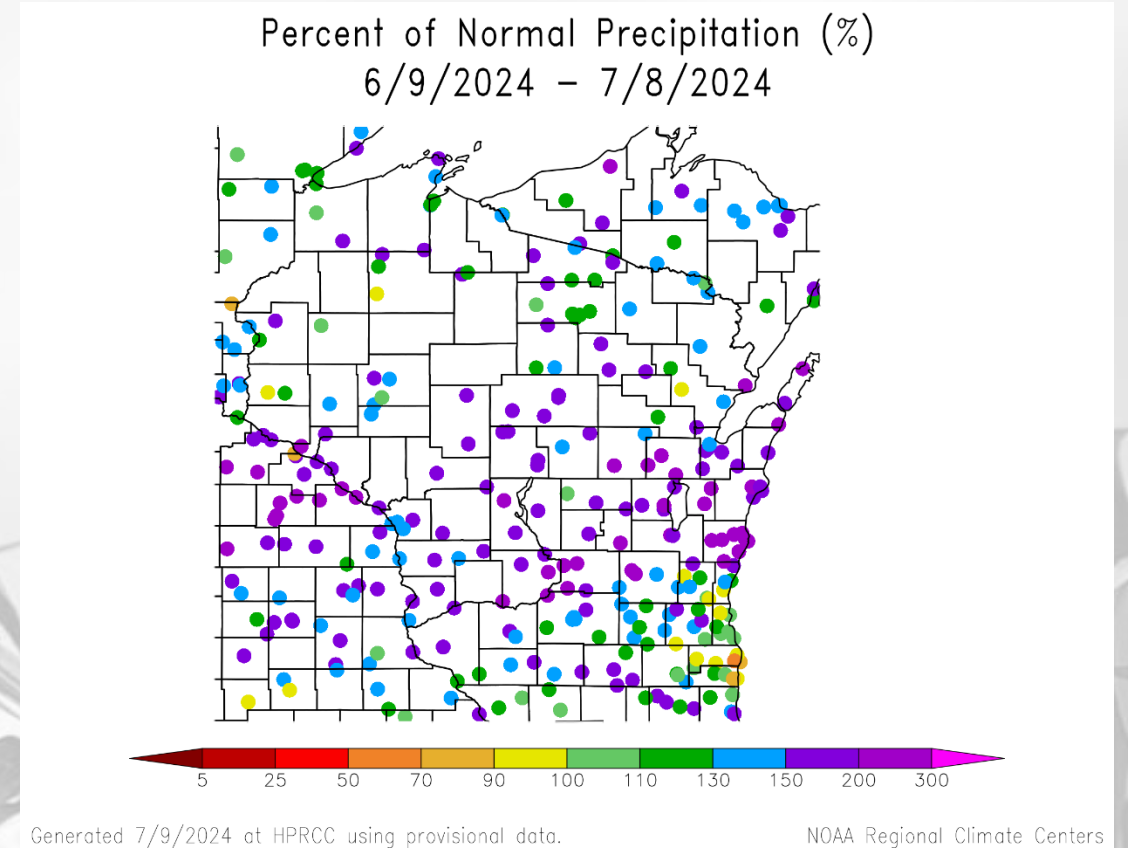 Percent of Normal Precipitation (%)
6/9/2024 – 7/8/2024
5 25 50 70 90 100 110 130 150 200 300
Generated 7/9/2024 at HPRCC using provisional data.
NOAA Regional Climate Centers